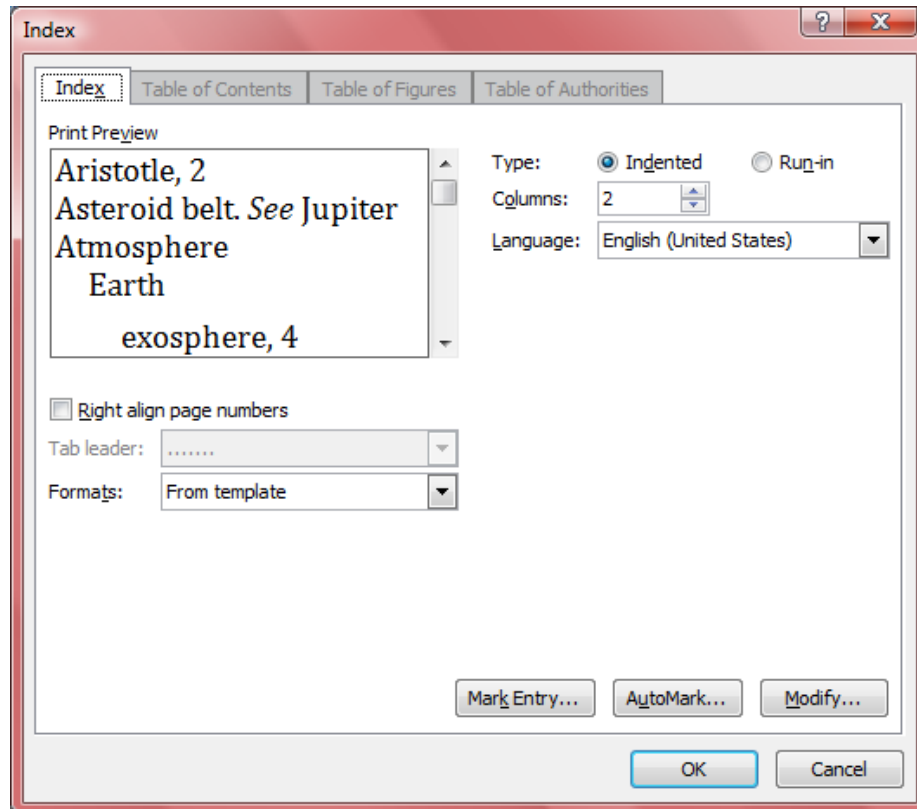 Index
?
X
Index Table of Contents Table of Figures Table of Authorities
Print Preview
Aristotle, 2
Asteroid belt. See Jupiter
Atmosphere
Earth
exosphere, 4
Type: Indented Run-in
Columns: 2
Language: English (United States)
Right align page numbers
Tab leader: .......
Formats: From template
Mark Entry... AutoMark... Modify...
OK Cancel